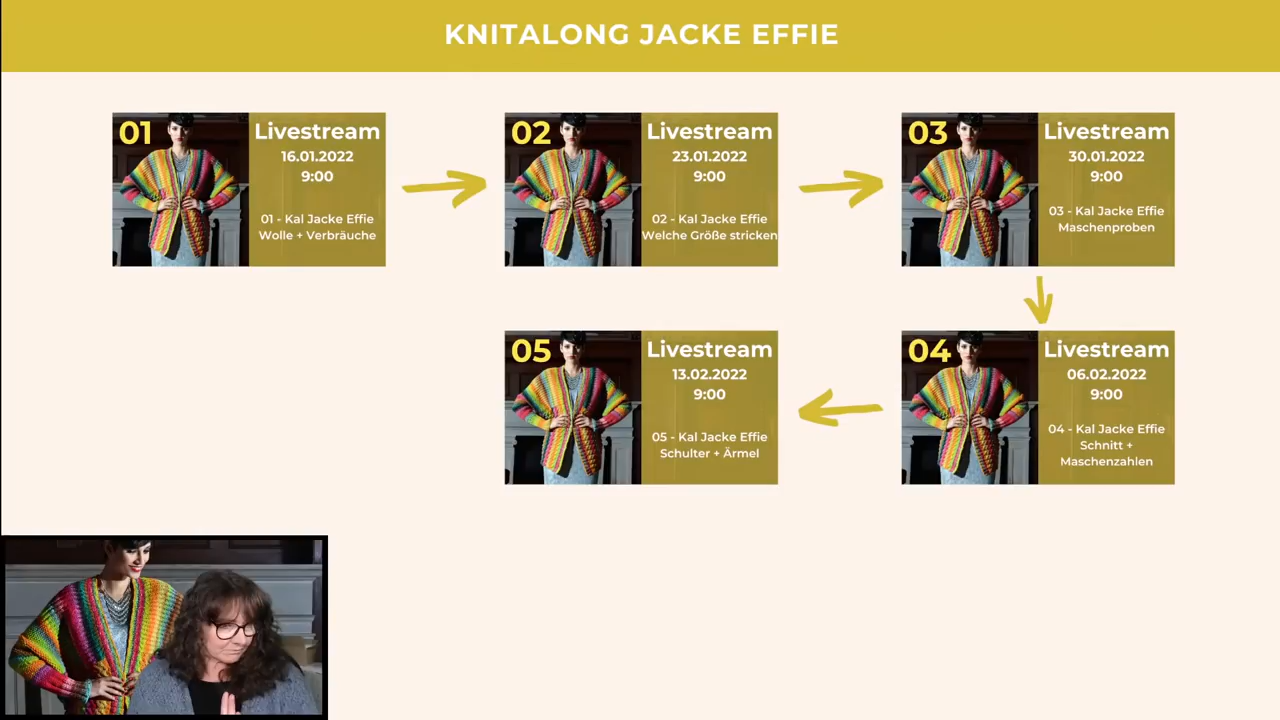 KNITALONG JACKE EFFIE
01
Livestream
16.01.2022
9:00
01 - Kal Jacke Effie
Wolle + Verbräuche
02
Livestream
23.01.2022
9:00
02 - Kal Jacke Effie
Welche Größe stricken
03
Livestream
30.01.2022
9:00
03 - Kal Jacke Effie
Maschenproben
04
Livestream
06.02.2022
9:00
04 - Kal Jacke Effie
Schnitt +
Maschenzahlen
05
Livestream
13.02.2022
9:00
05 - Kal Jacke Effie
Schulter + Ärmel